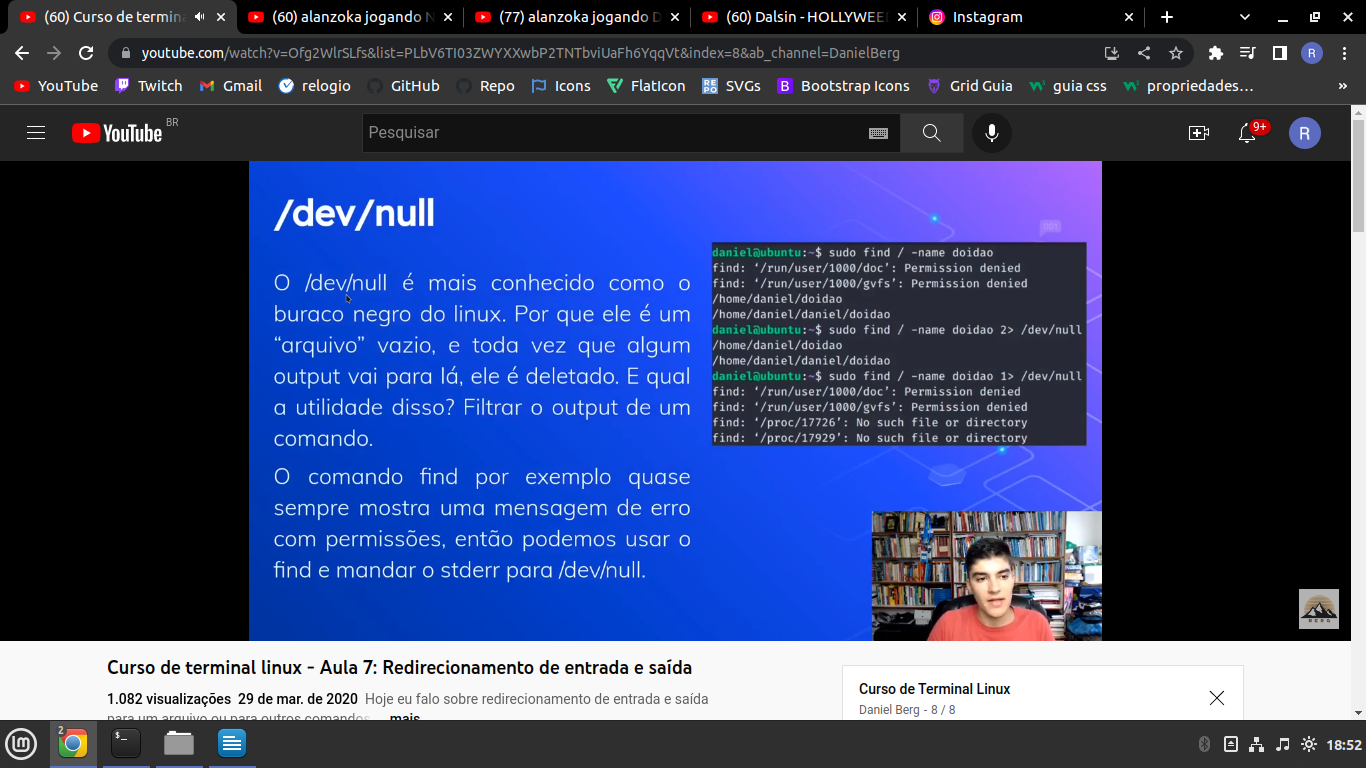 (60) Curso de termina
(60) alanzoka jogando N
(77) alanzoka jogando D
(60) Dalsin - HOLLYWEE
Instagram
youtube.com/watch?v=Ofg2WlrSLfs&list=PLbV6TI03ZWYXXwbP2TNTbviUaFh6YqqVt&index=8&ab_channel=DanielBerg
R
YouTube
Twitch
Gmail
relogio
GitHub
Repo
Icons
FlatIcon
SVGs
Bootstrap Icons
Grid Guia
guia css
propriedades…
»
YouTube BR
Pesquisar
9+
R
/dev/null
O /dev/null é mais conhecido como o
buraco negro do linux. Por que ele é um
“arquivo” vazio, e toda vez que algum
output vai para lá, ele é deletado. E qual
a utilidade disso? Filtrar o output de um
comando.
O comando find por exemplo quase
sempre mostra uma mensagem de erro
com permissões, então podemos usar o
find e mandar o stderr para /dev/null.
daniel@ubuntu:~$ sudo find / -name doidao
find: ‘/run/user/1000/doc’: Permission denied
find: ‘/run/user/1000/gvfs’: Permission denied
/home/daniel/doidao
/home/daniel/daniel/doidao
daniel@ubuntu:~$ sudo find / -name doidao 2> /dev/null
/home/daniel/doidao
/home/daniel/daniel/doidao
daniel@ubuntu:~$ sudo find / -name doidao 1> /dev/null
find: ‘/run/user/1000/doc’: Permission denied
find: ‘/run/user/1000/gvfs’: Permission denied
find: ‘/proc/17726’: No such file or directory
find: ‘/proc/17929’: No such file or directory
BERG
Curso de terminal linux - Aula 7: Redirecionamento de entrada e saída
1.082 visualizações 29 de mar. de 2020 Hoje eu falo sobre redirecionamento de entrada e saída
para um arquivo ou para outros comandos mais
Curso de Terminal Linux
Daniel Berg - 8 / 8
2
$_
18:52